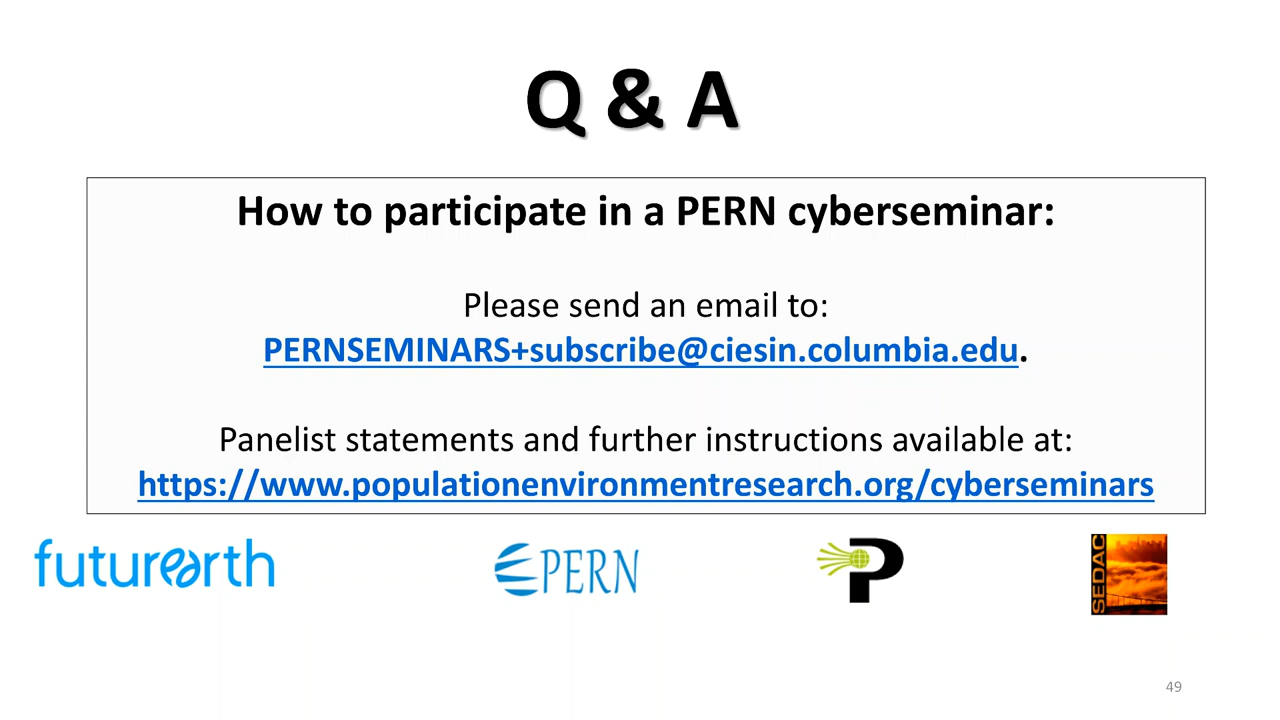 Q & A
How to participate in a PERN cyberseminar:
Please send an email to:
PERNSEMINARS+subscribe@ciesin.columbia.edu.
Panelist statements and further instructions available at:
https://www.populationenvironmentresearch.org/cyberseminars
futurearth
PERN
P
SEDAC
49